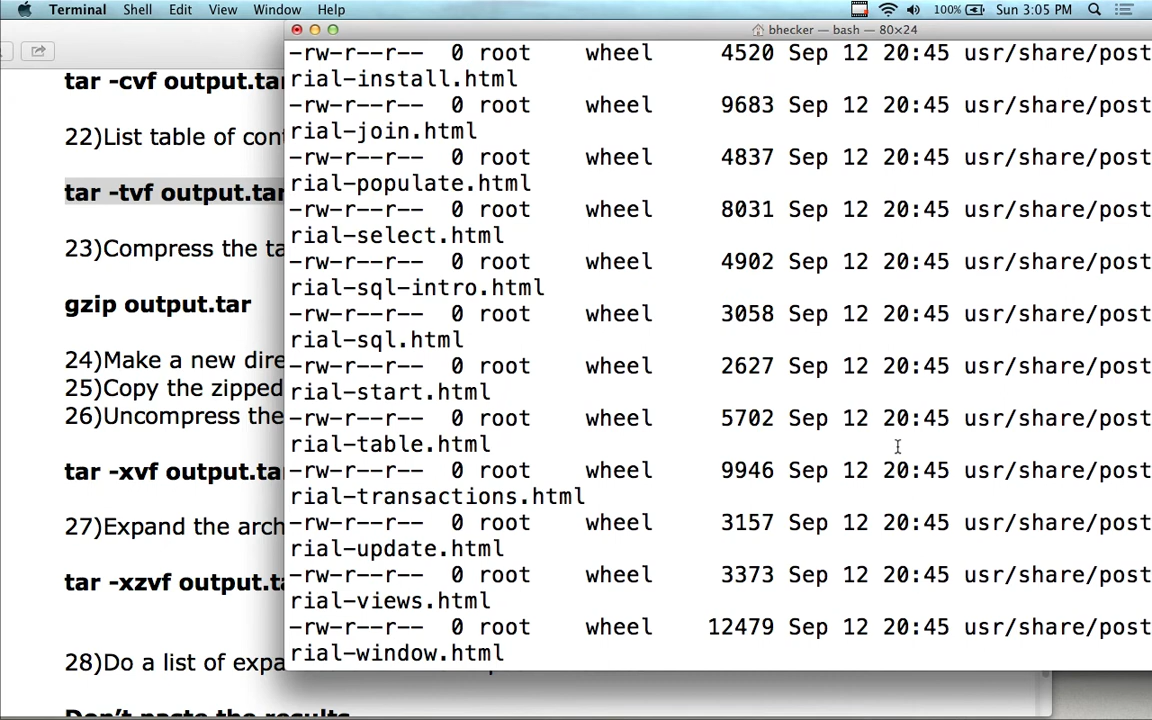 Terminal Shell Edit View Window Help 100% Sun 3:05 PM
bhecker — bash — 80×24
tar -cvf output.tar
22)List table of cont
tar -tvf output.tar
23)Compress the ta
gzip output.tar
24)Make a new dire
25)Copy the zipped
26)Uncompress the
tar -xvf output.ta
27)Expand the arch
tar -xzvf output.ta
28)Do a list of expa
Don't paste the results
-rw-r--r-- 0 root wheel 4520 Sep 12 20:45 usr/share/post
rial-install.html
-rw-r--r-- 0 root wheel 9683 Sep 12 20:45 usr/share/post
rial-join.html
-rw-r--r-- 0 root wheel 4837 Sep 12 20:45 usr/share/post
rial-populate.html
-rw-r--r-- 0 root wheel 8031 Sep 12 20:45 usr/share/post
rial-select.html
-rw-r--r-- 0 root wheel 4902 Sep 12 20:45 usr/share/post
rial-sql-intro.html
-rw-r--r-- 0 root wheel 3058 Sep 12 20:45 usr/share/post
rial-sql.html
-rw-r--r-- 0 root wheel 2627 Sep 12 20:45 usr/share/post
rial-start.html
-rw-r--r-- 0 root wheel 5702 Sep 12 20:45 usr/share/post
rial-table.html
-rw-r--r-- 0 root wheel 9946 Sep 12 20:45 usr/share/post
rial-transactions.html
-rw-r--r-- 0 root wheel 3157 Sep 12 20:45 usr/share/post
rial-update.html
-rw-r--r-- 0 root wheel 3373 Sep 12 20:45 usr/share/post
rial-views.html
-rw-r--r-- 0 root wheel 12479 Sep 12 20:45 usr/share/post
rial-window.html